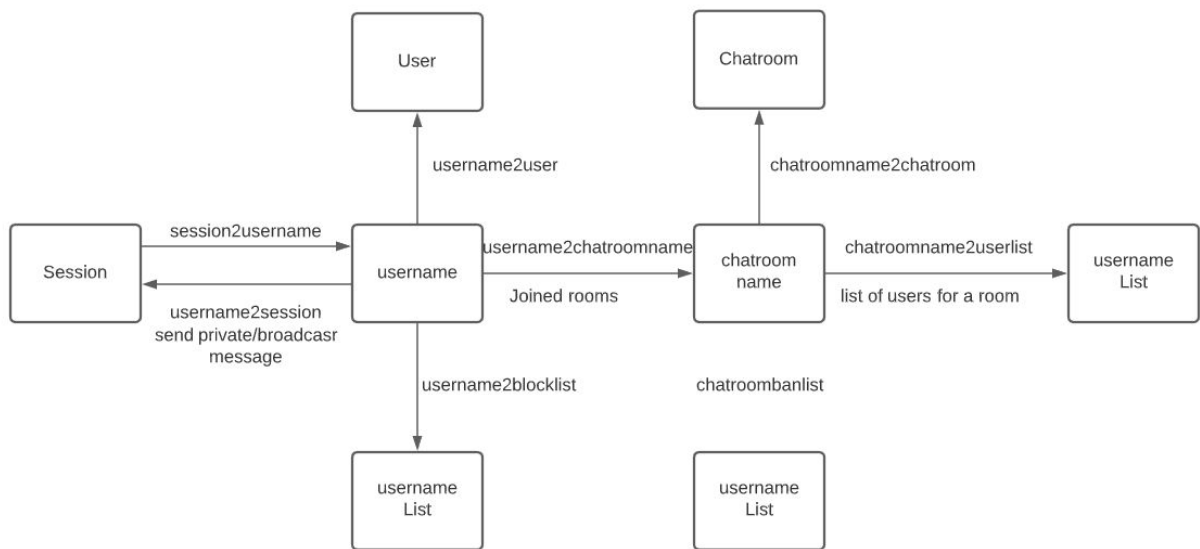 User
Chatroom
username2user
chatroomname2chatroom
session2username
username2chatroomname
chatroomname2userlist
Session
username
chatroom
name
username
List
Joined rooms
list of users for a room
username2session
send private/broadcasr
message
username2blocklist
chatroombanlist
username
List
username
List